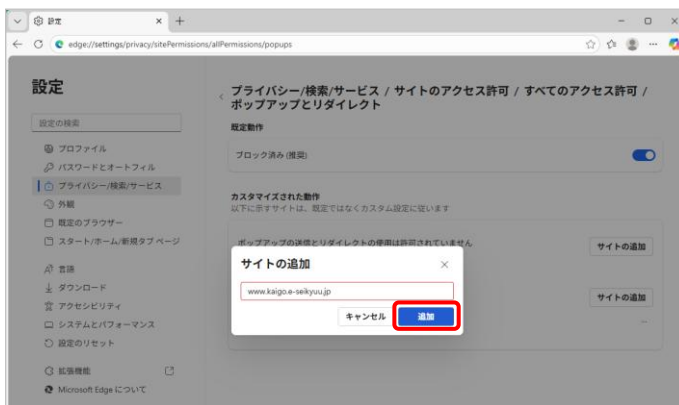 設定
edge://settings/privacy/sitePermissions/allPermissions/popups
設定
プライバシー/検索/サービス / サイトのアクセス許可 / すべてのアクセス許可 /
ポップアップとリダイレクト
設定の検索
既定動作
ブロック済み (推奨)
プロファイル
パスワードとオートフィル
プライバシー/検索/サービス
外観
既定のブラウザー
スタート/ホーム/新規タブ ページ
言語
ダウンロード
アクセシビリティ
システムとパフォーマンス
設定のリセット
拡張機能
Microsoft Edge について
カスタマイズされた動作
以下に示すサイトは、既定ではなくカスタム設定に従います
ポップアップの送信とリダイレクトの使用は許可されていません
サイトの追加
サイトの追加
サイトの追加
www.kaigo.e-seikyuu.jp
キャンセル
追加